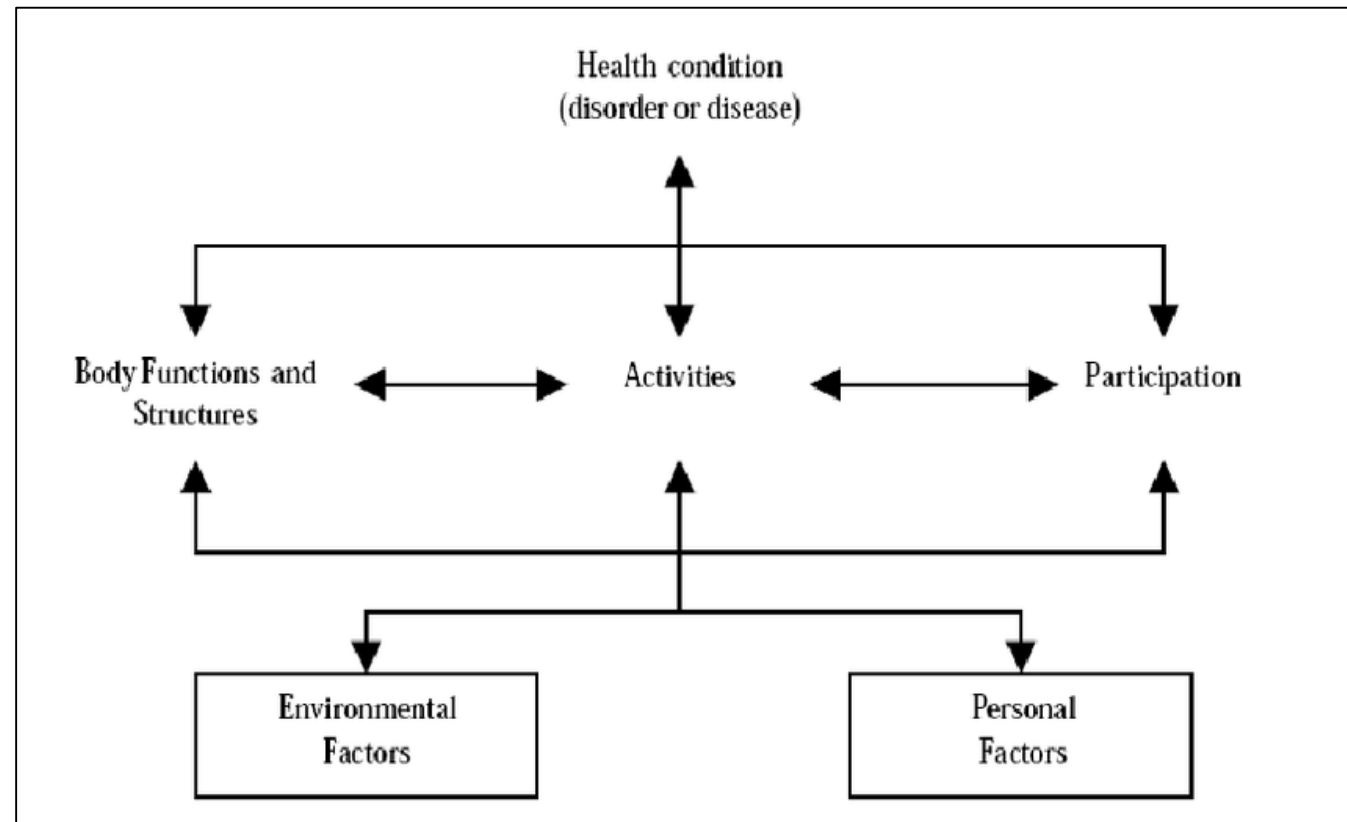 Health condition
(disorder or disease)
Body Functions and
Structures
Activities
Participation
Environmental
Factors
Personal
Factors